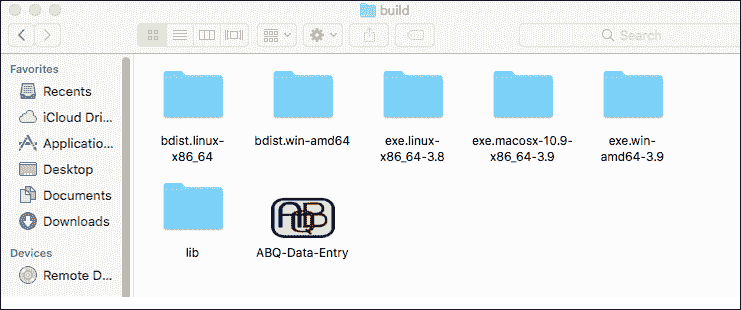 build
Search
Favorites
Recents
iCloud Dri...
Applicatio...
Desktop
Documents
Downloads
Devices
Remote D...
bdist.linux-
x86_64
bdist.win-amd64
exe.linux-
x86_64-3.8
exe.macosx-10.9-
x86_64-3.9
exe.win-
amd64-3.9
lib
ABQ
ABQ-Data-Entry